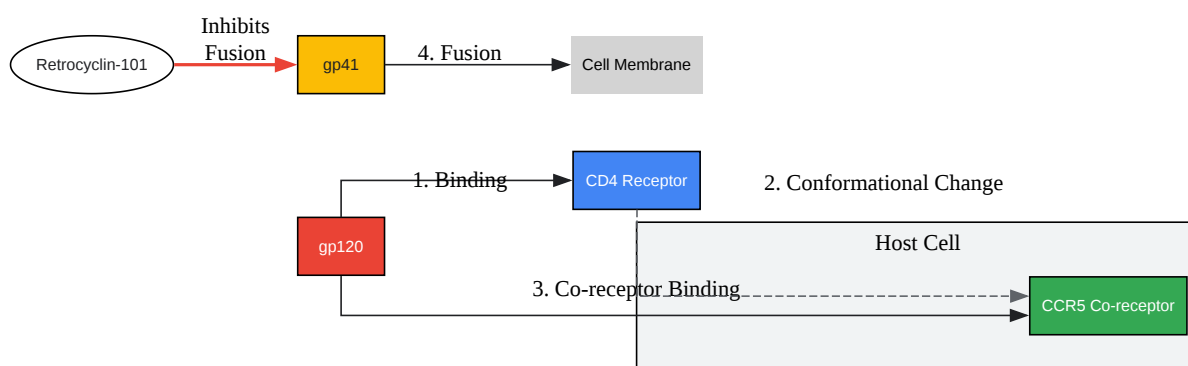 Inhibits
Fusion
Retrocyclin-101
gp41
4. Fusion
Cell Membrane
1. Binding
CD4 Receptor
2. Conformational Change
gp120
Host Cell
3. Co-receptor Binding
CCR5 Co-receptor